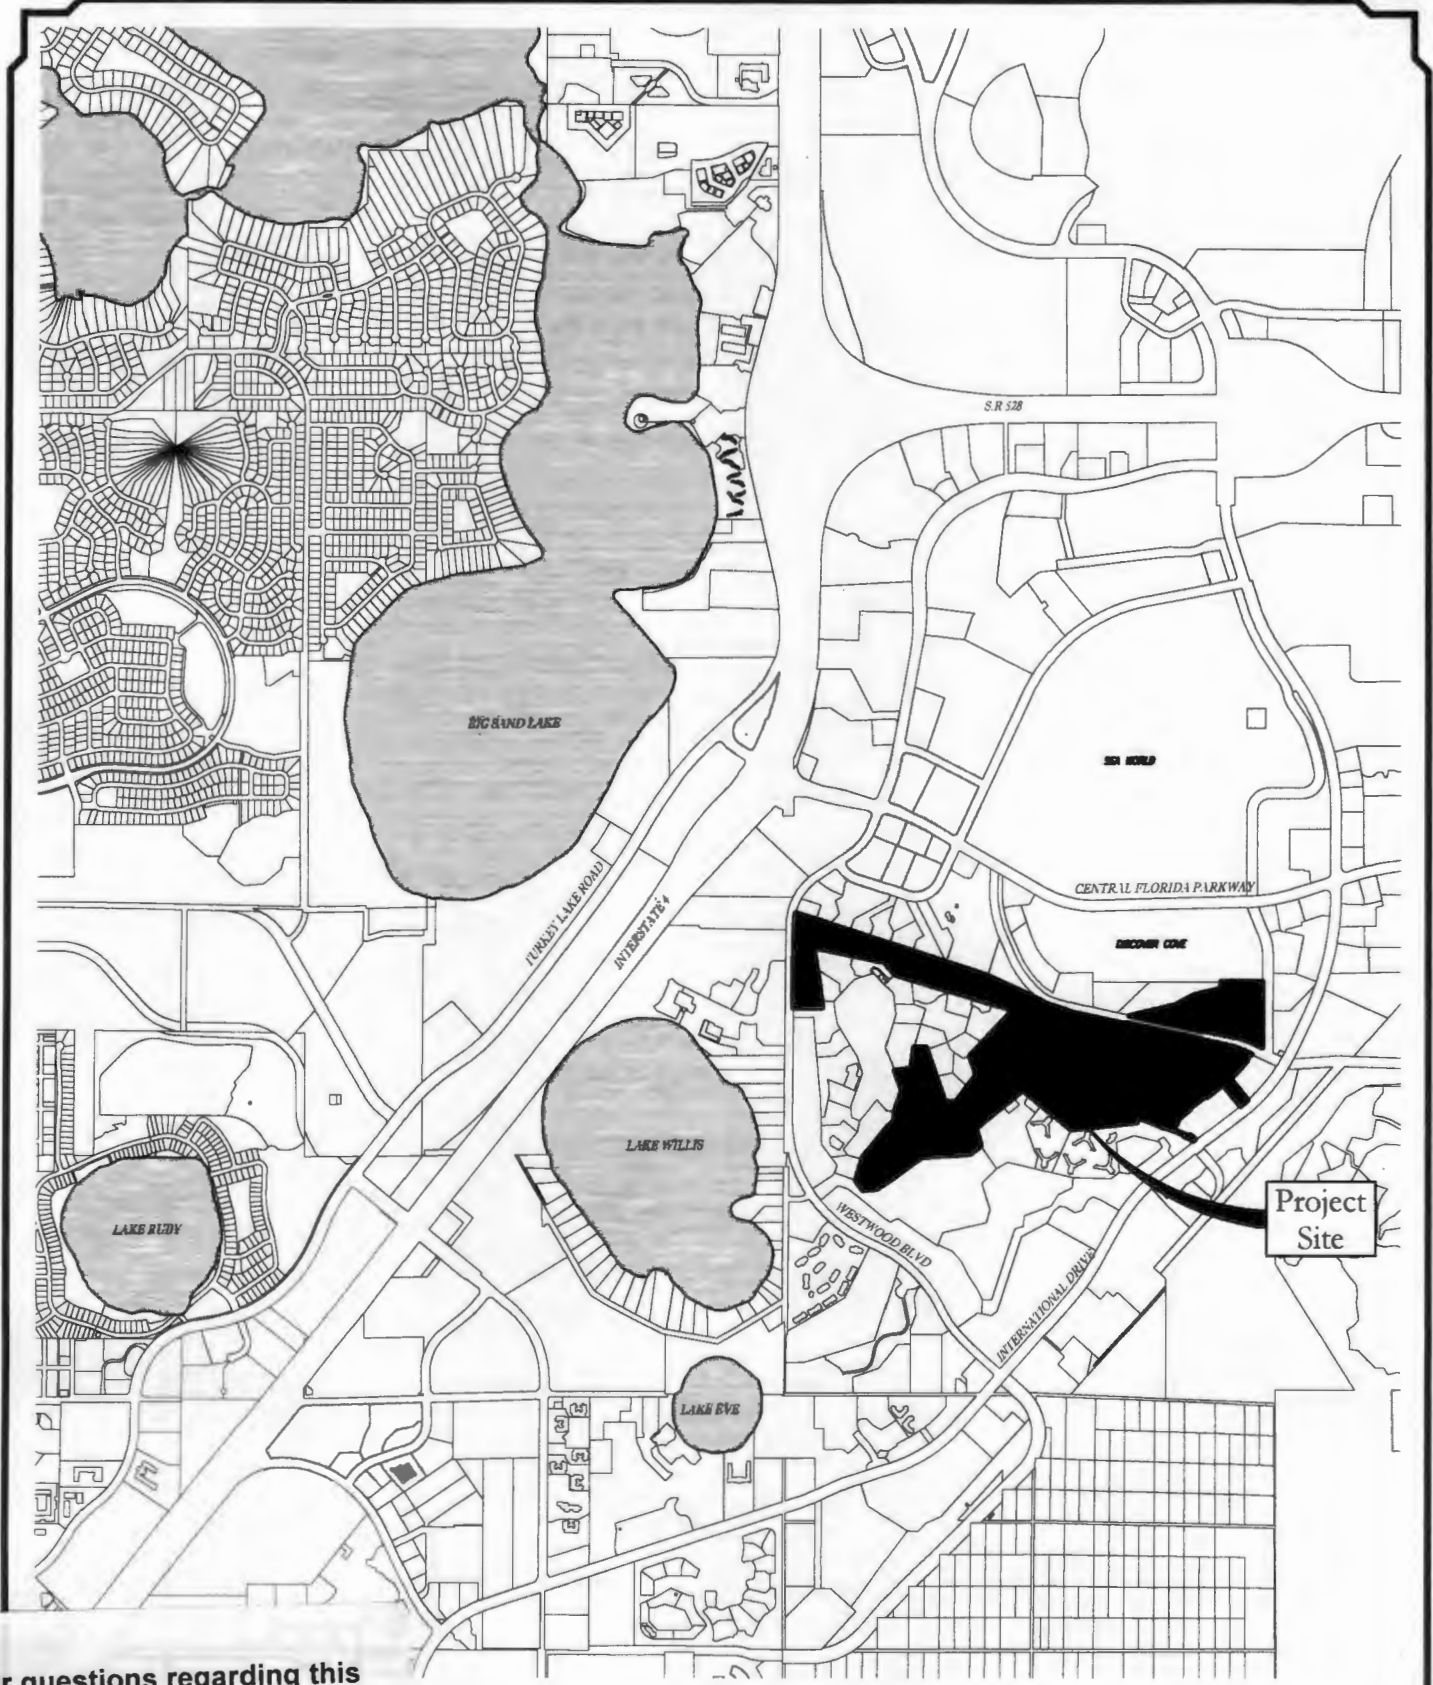 S.R 528
BIG SAND LAKE
SEA WORLD
TURKEY LAKE ROAD
INTERSTATE 4
CENTRAL FLORIDA PARKWAY
DISCOVER COVE
LAKE WILLIS
LAKE RUBY
Project
Site
WESTWOOD BLVD
INTERNATIONAL DRIVE
LAKE EVE
r questions regarding this